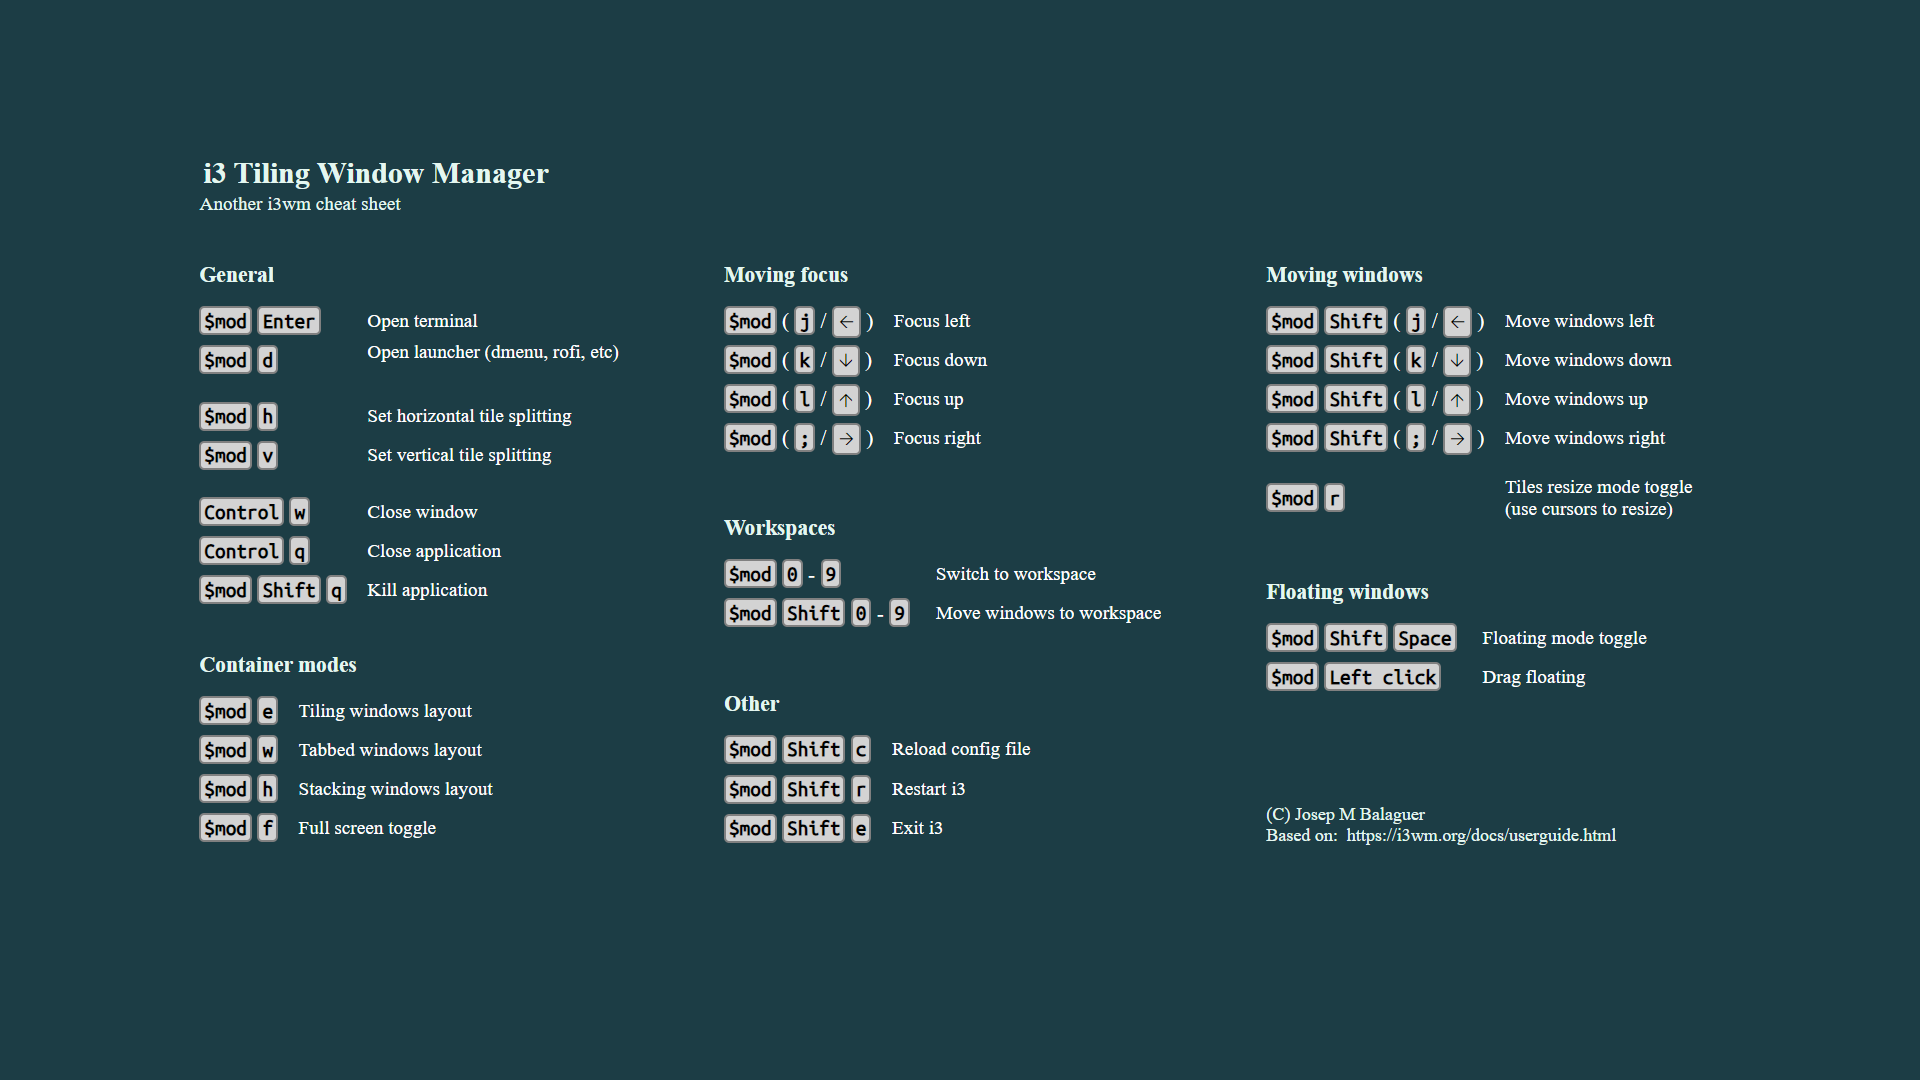 i3 Tiling Window Manager
Another i3wm cheat sheet
General
$mod Enter Open terminal
$mod d Open launcher (dmenu, rofi, etc)
$mod h Set horizontal tile splitting
$mod v Set vertical tile splitting
Control w Close window
Control q Close application
$mod Shift q Kill application
Container modes
$mod e Tiling windows layout
$mod w Tabbed windows layout
$mod h Stacking windows layout
$mod f Full screen toggle
Moving focus
$mod ( j / ← ) Focus left
$mod ( k / ↓ ) Focus down
$mod ( l / ↑ ) Focus up
$mod ( ; / → ) Focus right
Workspaces
$mod 0 - 9 Switch to workspace
$mod Shift 0 - 9 Move windows to workspace
Other
$mod Shift c Reload config file
$mod Shift r Restart i3
$mod Shift e Exit i3
Moving windows
$mod Shift ( j / ← ) Move windows left
$mod Shift ( k / ↓ ) Move windows down
$mod Shift ( l / ↑ ) Move windows up
$mod Shift ( ; / → ) Move windows right
$mod r Tiles resize mode toggle
(use cursors to resize)
Floating windows
$mod Shift Space Floating mode toggle
$mod Left click Drag floating
(C) Josep M Balaguer
Based on: https://i3wm.org/docs/userguide.html